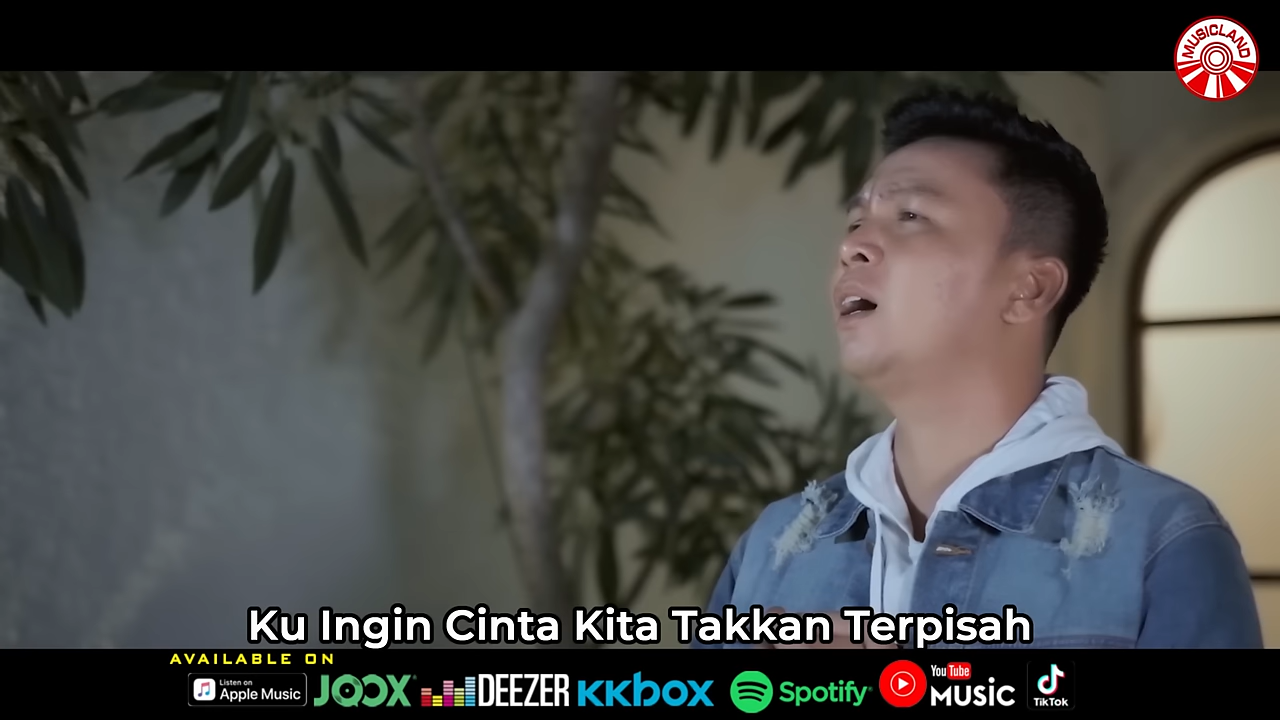 MUSICLAND
Ku Ingin Cinta Kita Takkan Terpisah
AVAILABLE ON
Listen on
Apple Music
JOOX
DEEZER
KKBOX
Spotify
YouTube
MUSIC
TikTok